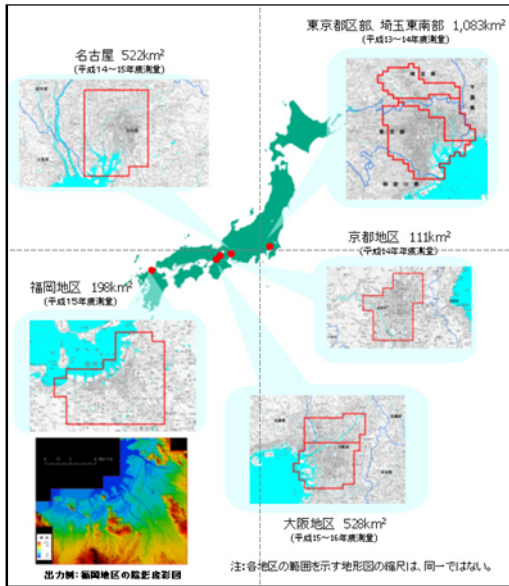 東京都区部、埼玉東南部 1,083km²
(平成13～14年度測量)
名古屋 522km²
(平成14～15年度測量)
京都地区 111km²
(平成14年年度測量)
福岡地区 198km²
(平成15年度測量)
大阪地区 528km²
(平成15～16年度測量)
出力例：福岡地区の陰影段彩図
注：各地区の範囲を示す地形図の縮尺は、同一ではない。